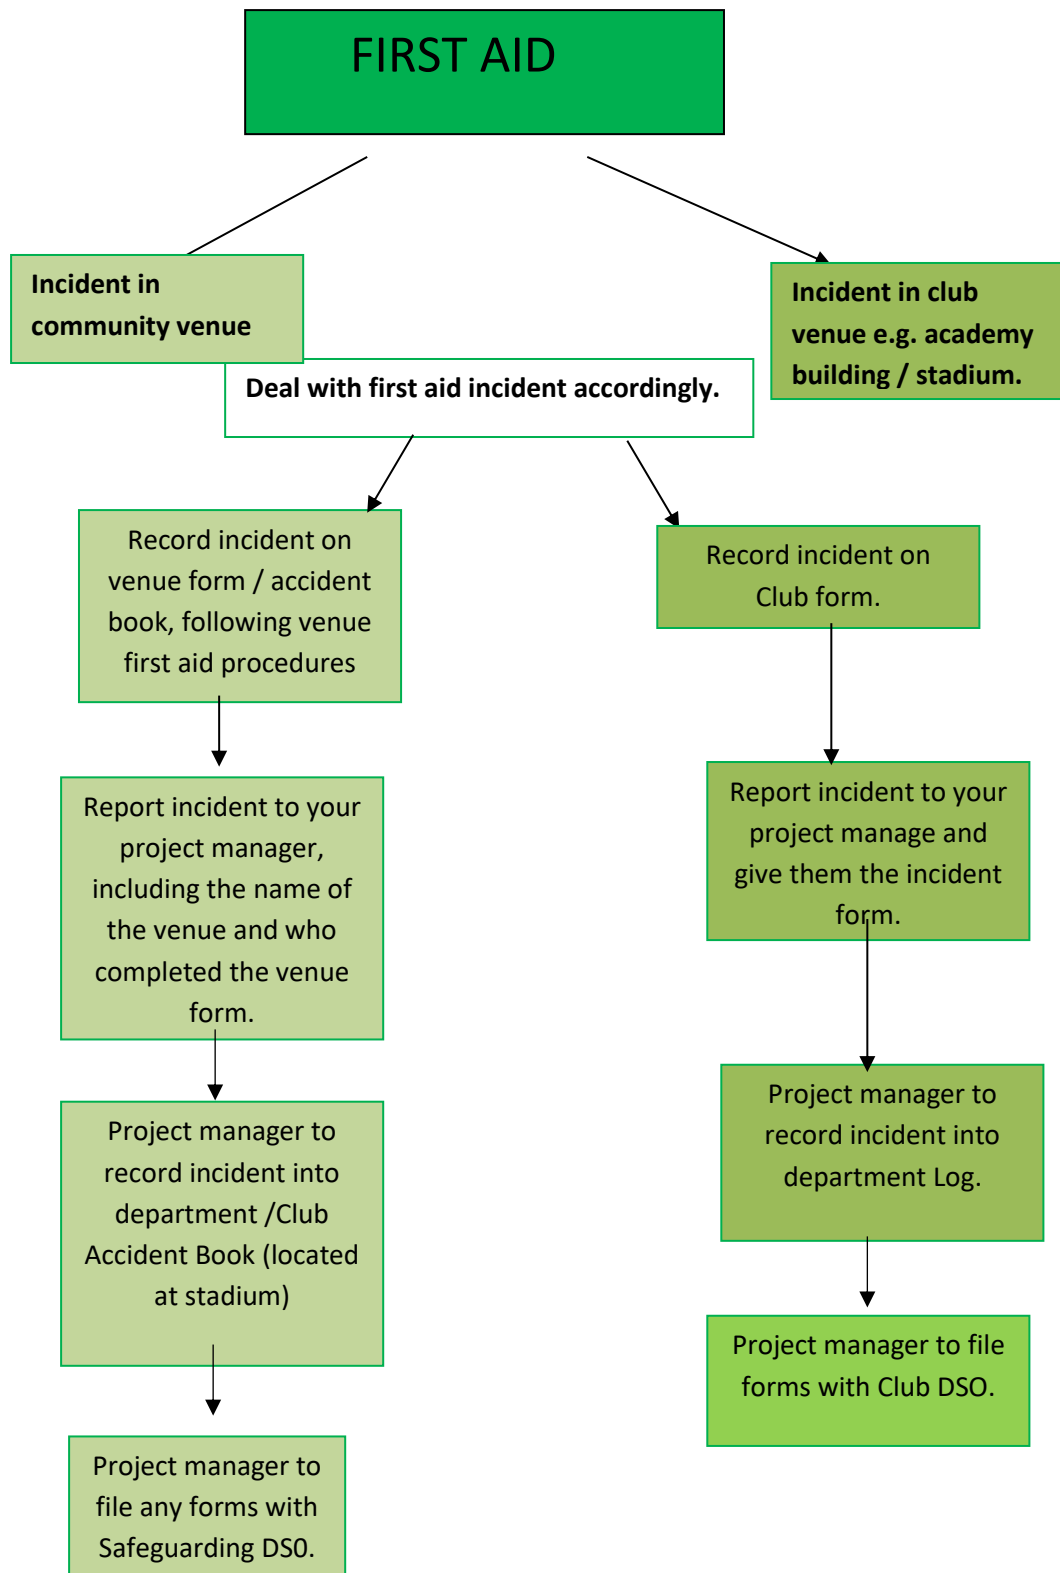 FIRST AID
Incident in
community venue
Incident in club
venue e.g. academy
building / stadium.
Deal with first aid incident accordingly.
Record incident on
venue form / accident
book, following venue
first aid procedures
Record incident on
Club form.
Report incident to your
project manager,
including the name of
the venue and who
completed the venue
form.
Report incident to your
project manage and
give them the incident
form.
Project manager to
record incident into
department /Club
Accident Book (located
at stadium)
Project manager to
record incident into
department Log.
Project manager to file
forms with Club DSO.
Project manager to
file any forms with
Safeguarding DS0.